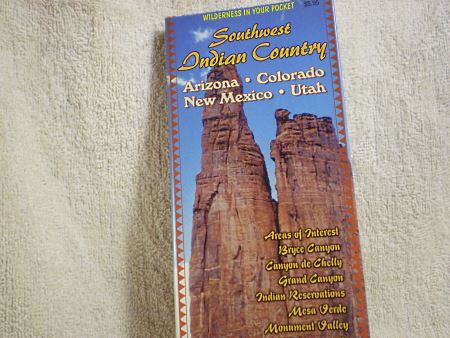 WILDERNESS IN YOUR POCKET
Southwest
Indian Country
Arizona • Colorado
New Mexico • Utah
Areas of Interest
Bryce Canyon
Canyon de Chelly
Grand Canyon
Indian Reservations
Mesa Verde
Monument Valley